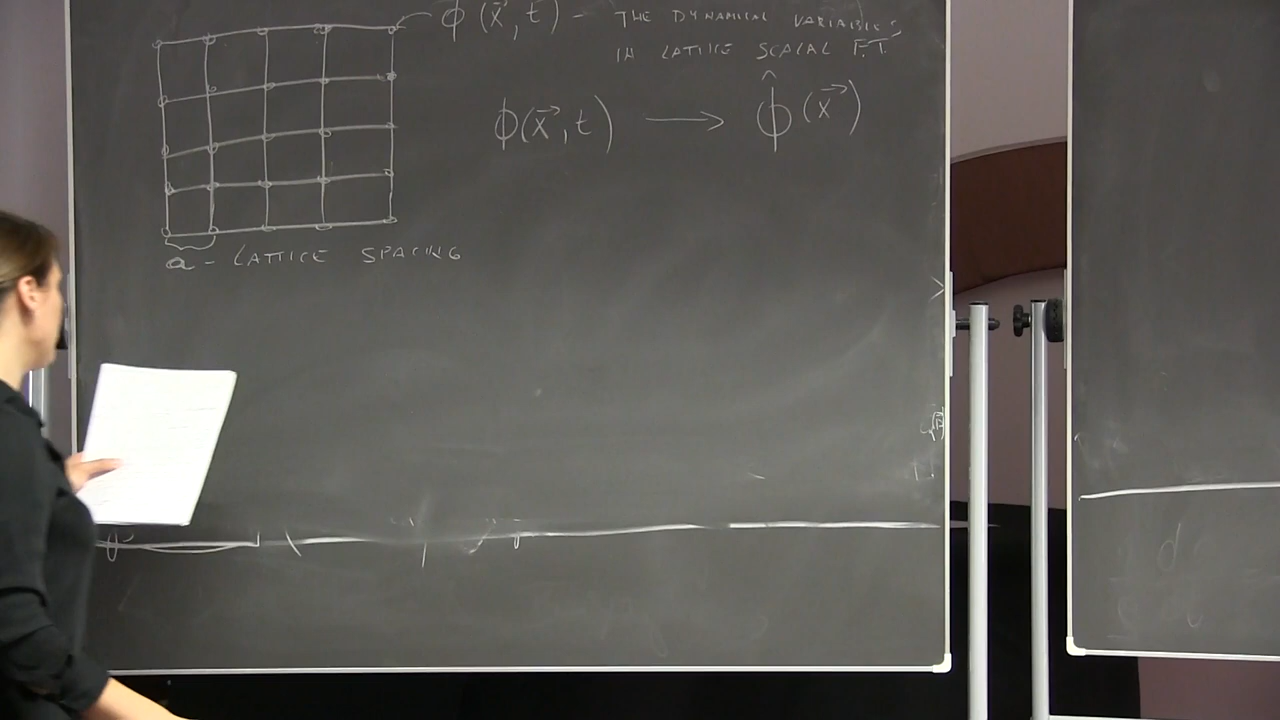 ϕ(x⃗, t) – THE DYNAMICAL VARIABLES
IN LATTICE SCALAR F.T.
ϕ(x⃗, t) ⟶ ϕ̂(x⃗)
a – LATTICE SPACING